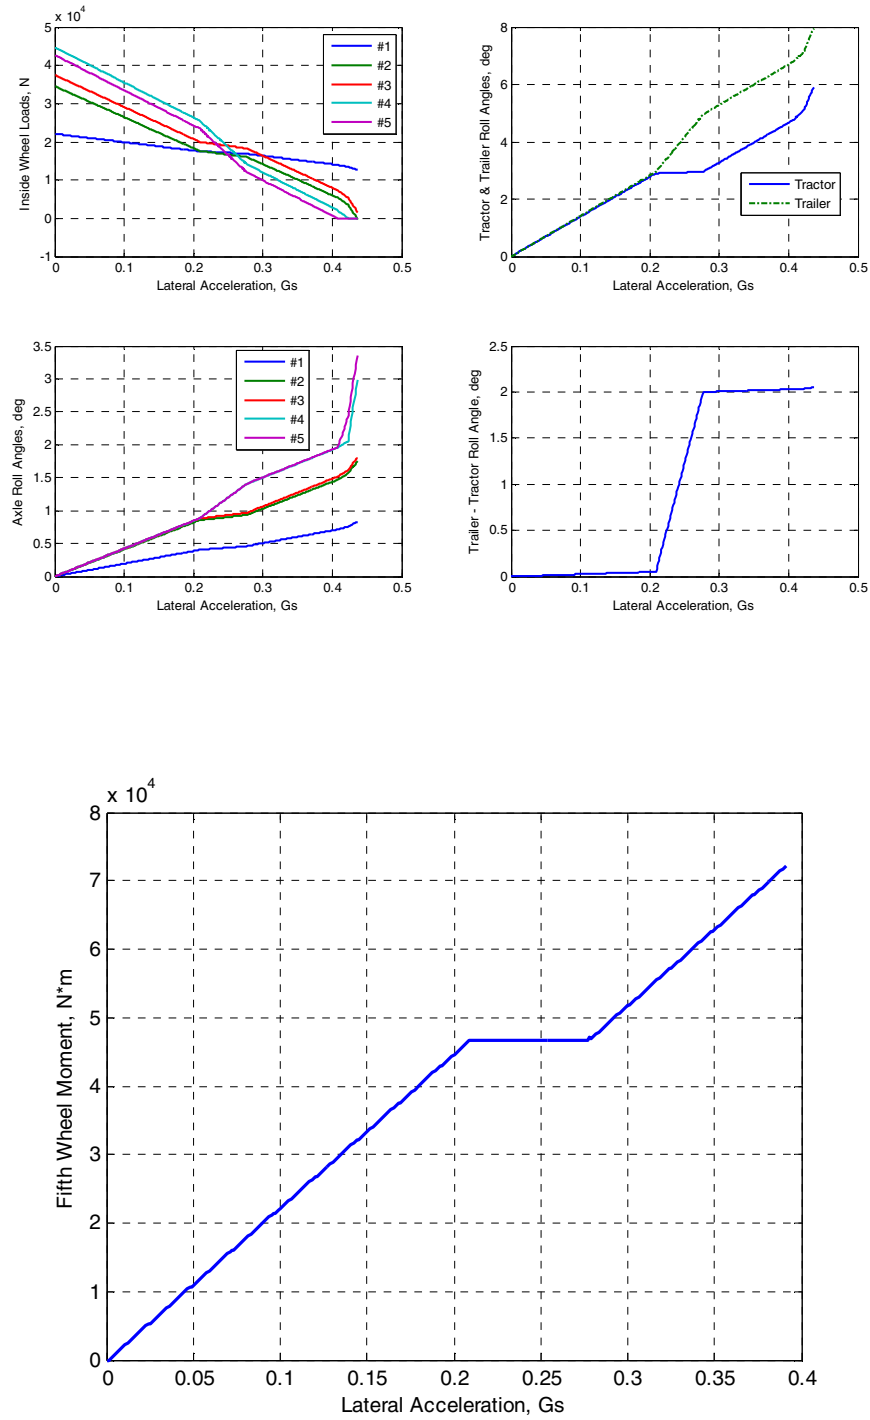 x 10^4
5
4
3
2
1
0
-1
0 0.1 0.2 0.3 0.4 0.5
Inside Wheel Loads, N
Lateral Acceleration, Gs
#1
#2
#3
#4
#5
8
6
4
2
0
0 0.1 0.2 0.3 0.4 0.5
Tractor & Trailer Roll Angles, deg
Lateral Acceleration, Gs
Tractor
Trailer
3.5
3
2.5
2
1.5
1
0.5
0
0 0.1 0.2 0.3 0.4 0.5
Axle Roll Angles, deg
Lateral Acceleration, Gs
#1
#2
#3
#4
#5
2.5
2
1.5
1
0.5
0
0 0.1 0.2 0.3 0.4 0.5
Trailer - Tractor Roll Angle, deg
Lateral Acceleration, Gs
x 10^4
8
7
6
5
4
3
2
1
0
0 0.05 0.1 0.15 0.2 0.25 0.3 0.35 0.4
Fifth Wheel Moment, N*m
Lateral Acceleration, Gs